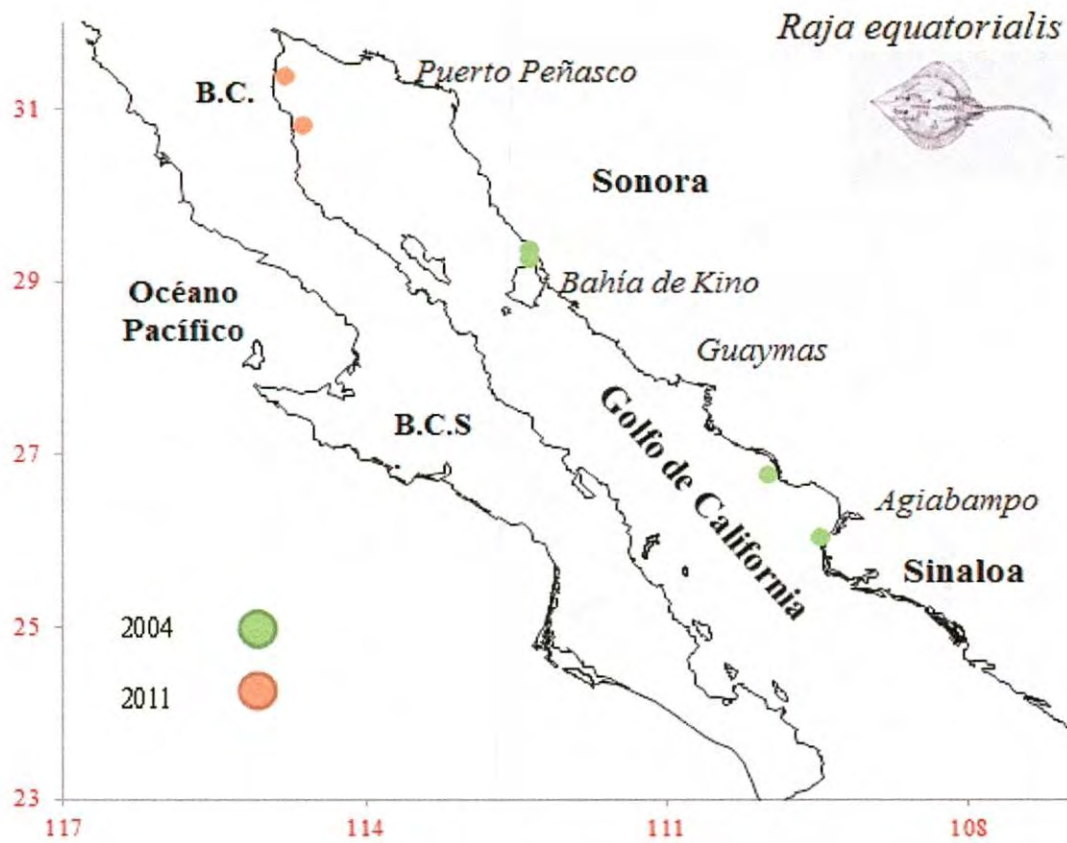 Raja equatorialis
Puerto Peñasco
B.C.
31
Sonora
29
Bahía de Kino
Océano
Pacífico
Guaymas
B.C.S
Golfo de California
27
Agiabampo
Sinaloa
25
2004
2011
23
117
114
111
108